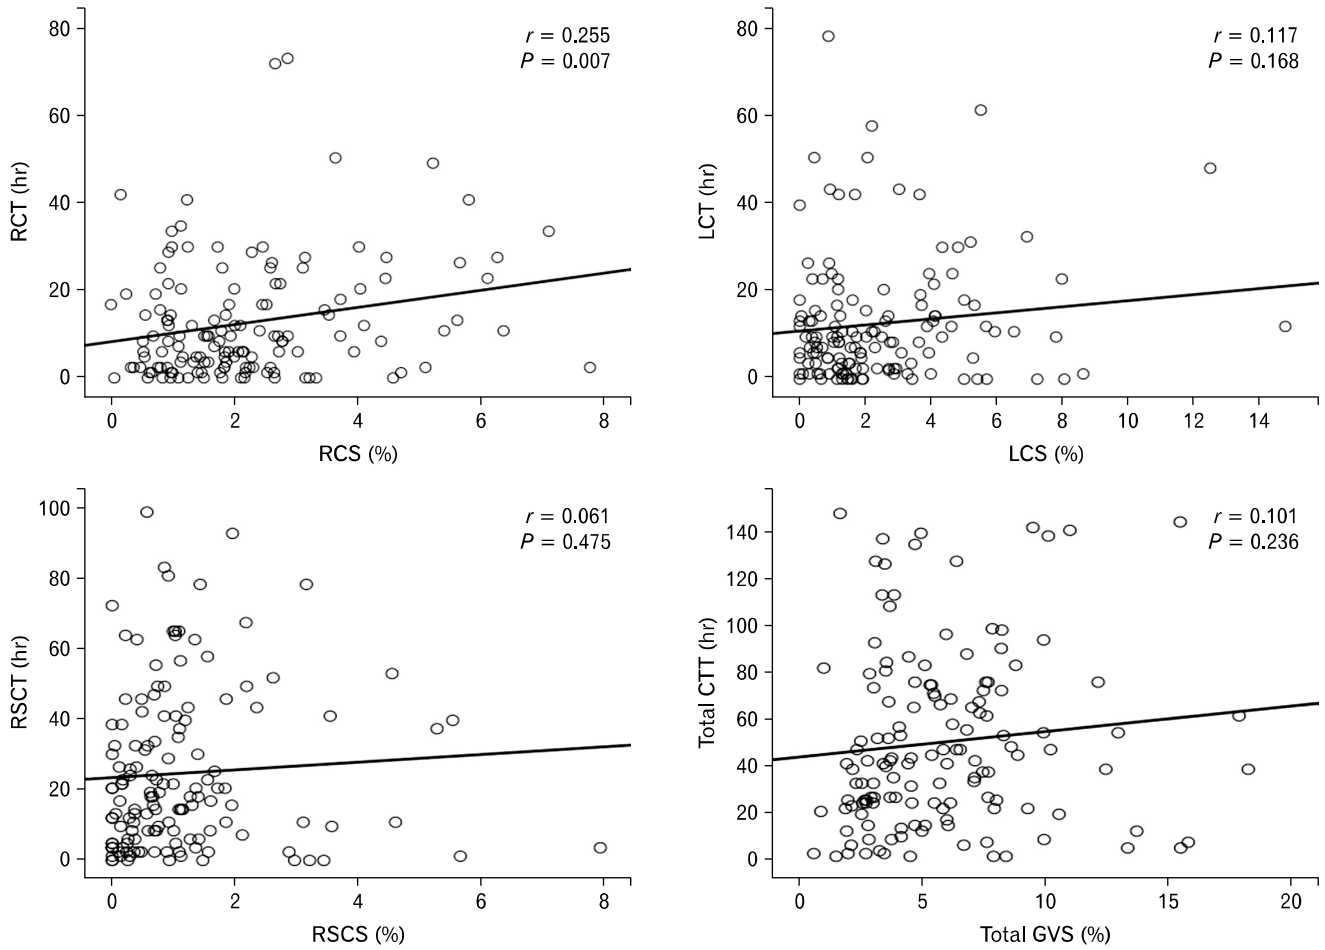 80
60
40
20
0
RCT (hr)
r = 0.255
P = 0.007
0 2 4 6 8
RCS (%)
80
60
40
20
0
LCT (hr)
r = 0.117
P = 0.168
0 2 4 6 8 10 12 14
LCS (%)
100
80
60
40
20
0
RSCT (hr)
r = 0.061
P = 0.475
0 2 4 6 8
RSCS (%)
140
120
100
80
60
40
20
0
Total CTT (hr)
r = 0.101
P = 0.236
0 5 10 15 20
Total GVS (%)